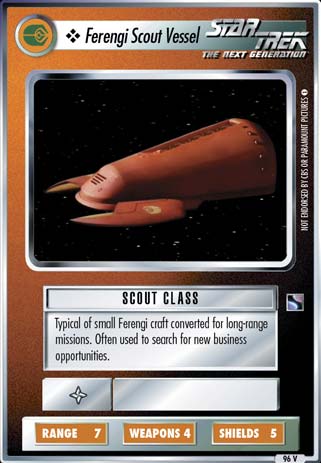 ❖ Ferengi Scout Vessel
STAR TREK
THE NEXT GENERATION
NOT ENDORSED BY CBS OR PARAMOUNT PICTURES
SCOUT CLASS
Typical of small Ferengi craft converted for long-range
missions. Often used to search for new business
opportunities.
RANGE 7
WEAPONS 4
SHIELDS 5
96 V